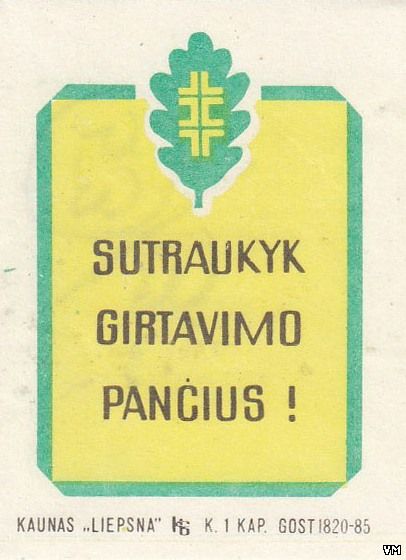 SUTRAUKYK
GIRTAVIMO
PANČIUS !
KAUNAS „LIEPSNA" K. 1 KAP. GOST 1820-85
VM